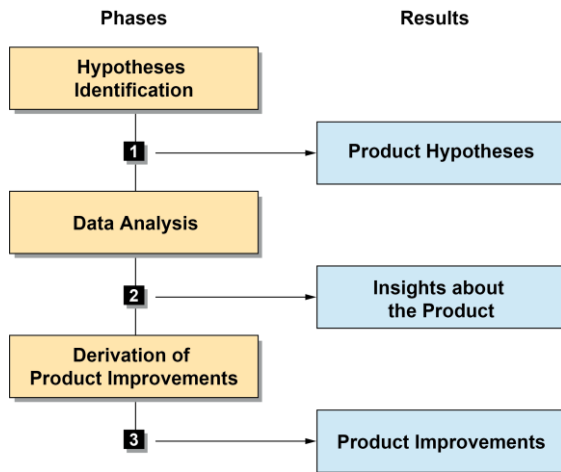 Phases
Results
Hypotheses
Identification
1
Product Hypotheses
Data Analysis
2
Insights about
the Product
Derivation of
Product Improvements
3
Product Improvements